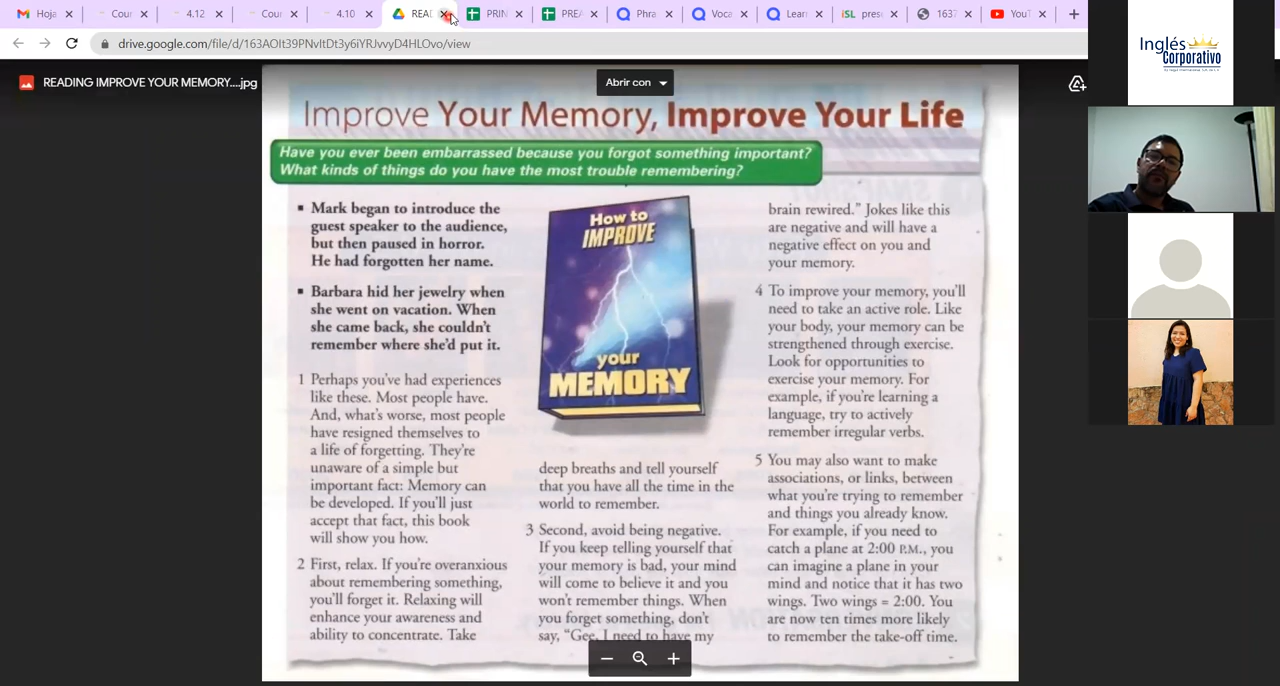 Hoja
Cour
4.12
Cour
4.10
READ
PRIN
PREA
Phra
Voca
Learn
iSL
pres
1637
YouT
drive.google.com/file/d/163AOIt39PNvItDt3y6iYRJvvyD4HLOvo/view
READING IMPROVE YOUR MEMORY....jpg
Abrir con
Inglés
Corporativo
Improve Your Memory, Improve Your Life
Have you ever been embarrassed because you forgot something important?
What kinds of things do you have the most trouble remembering?
▪ Mark began to introduce the
guest speaker to the audience,
but then paused in horror.
He had forgotten her name.
▪ Barbara hid her jewelry when
she went on vacation. When
she came back, she couldn't
remember where she'd put it.
1 Perhaps you've had experiences
like these. Most people have.
And, what's worse, most people
have resigned themselves to
a life of forgetting. They're
unaware of a simple but
important fact: Memory can
be developed. If you'll just
accept that fact, this book
will show you how.
2 First, relax. If you're overanxious
about remembering something,
you'll forget it. Relaxing will
enhance your awareness and
ability to concentrate. Take
How to
IMPROVE
your
MEMORY
deep breaths and tell yourself
that you have all the time in the
world to remember.
3 Second, avoid being negative.
If you keep telling yourself that
your memory is bad, your mind
will come to believe it and you
won't remember things. When
you forget something, don't
say, “Gee, I need to have my
brain rewired.” Jokes like this
are negative and will have a
negative effect on you and
your memory.
4 To improve your memory, you'll
need to take an active role. Like
your body, your memory can be
strengthened through exercise.
Look for opportunities to
exercise your memory. For
example, if you're learning a
language, try to actively
remember irregular verbs.
5 You may also want to make
associations, or links, between
what you're trying to remember
and things you already know.
For example, if you need to
catch a plane at 2:00 P.M., you
can imagine a plane in your
mind and notice that it has two
wings. Two wings = 2:00. You
are now ten times more likely
to remember the take-off time.